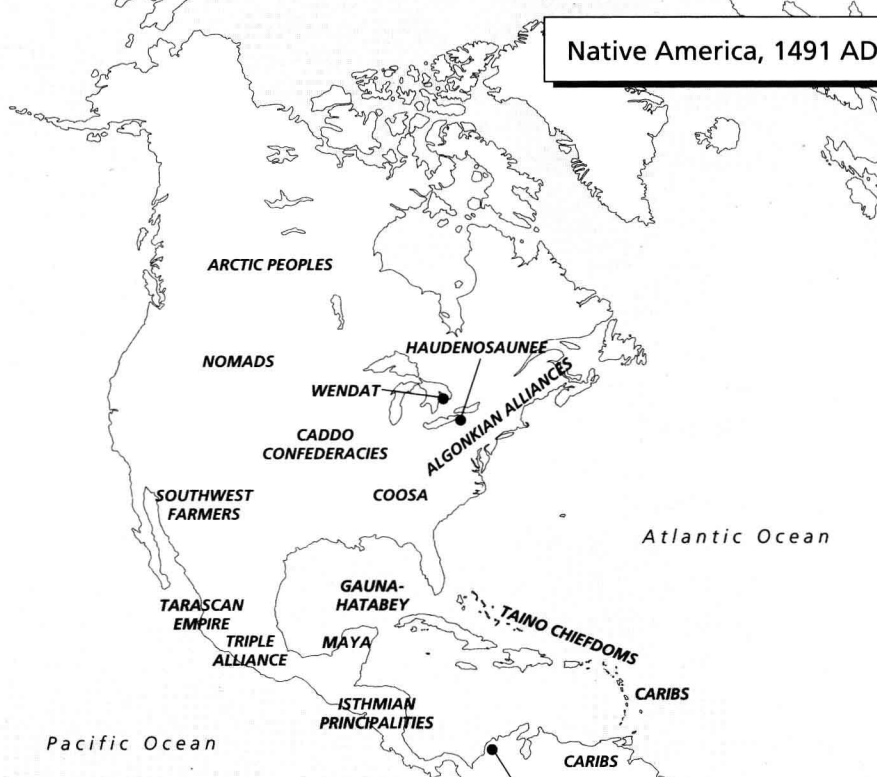 Native America, 1491 AD
ARCTIC PEOPLES
NOMADS
HAUDENOSAUNEE
WENDAT
ALGONKIAN ALLIANCES
CADDO
CONFEDERACIES
SOUTHWEST
FARMERS
COOSA
Atlantic Ocean
GAUNA-
HATABEY
TARASCAN
EMPIRE
TAINO CHIEFDOMS
TRIPLE
ALLIANCE
MAYA
CARIBS
ISTHMIAN
PRINCIPALITIES
Pacific Ocean
CARIBS